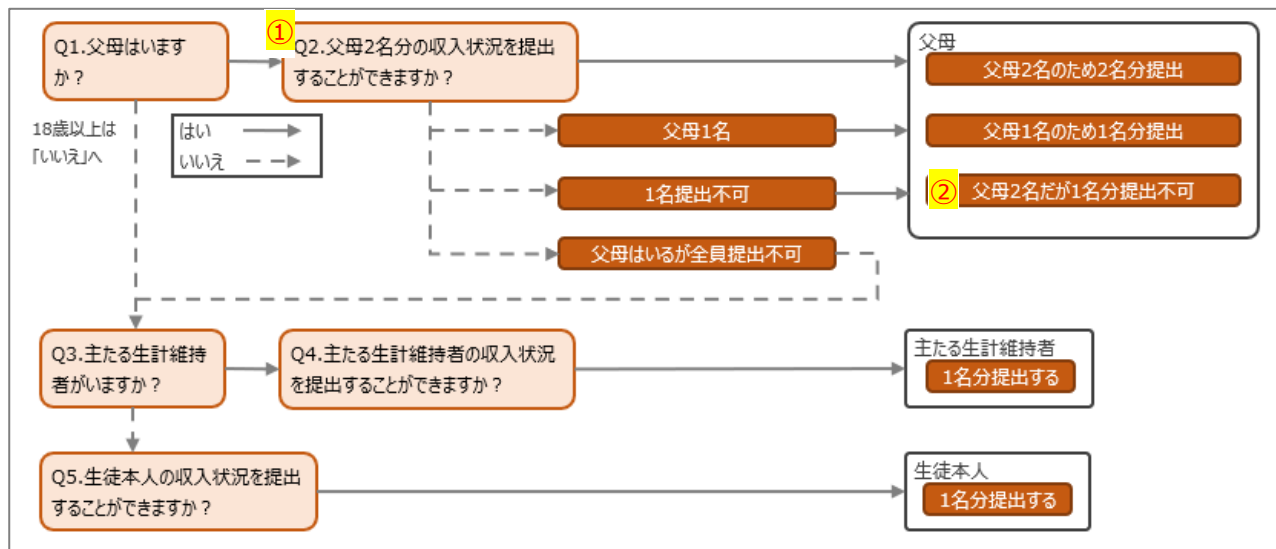 Q1.父母はいます
か？
①
Q2.父母2名分の収入状況を提出
することができますか？
父母
父母2名のため2名分提出
18歳以上は
「いいえ」へ
はい
いいえ
父母1名
父母1名のため1名分提出
1名提出不可
②
父母2名だが1名分提出不可
父母はいるが全員提出不可
Q3.主たる生計維持
者がいますか？
Q4.主たる生計維持者の収入状況
を提出することができますか？
主たる生計維持者
1名分提出する
Q5.生徒本人の収入状況を提出
することができますか？
生徒本人
1名分提出する